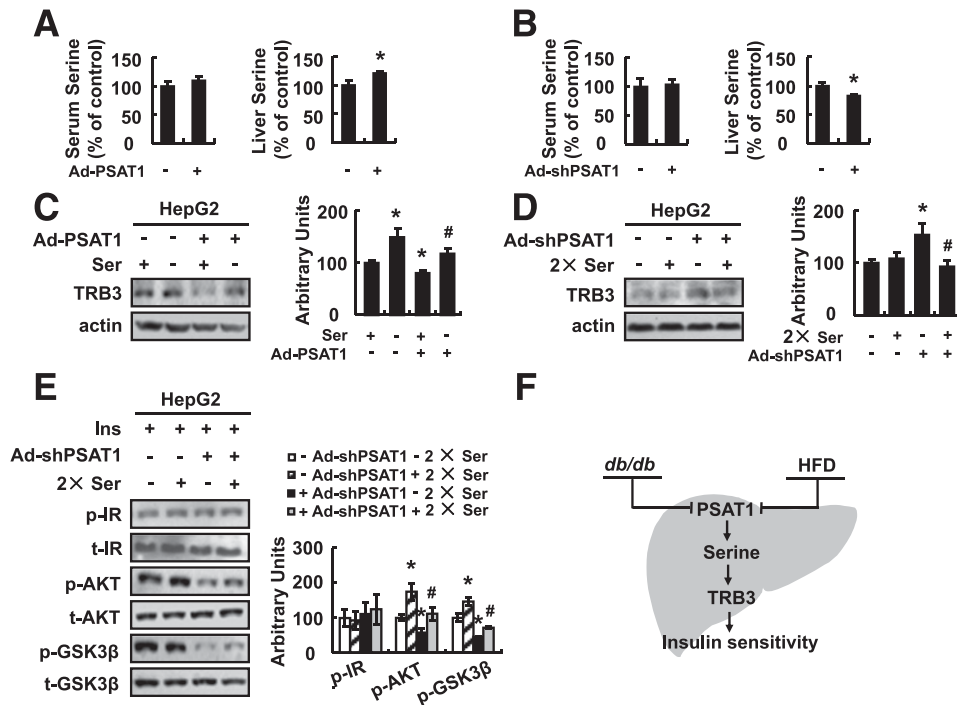 A
Serum Serine
(% of control)
150
100
50
0
Ad-PSAT1 - +
Liver Serine
(% of control)
150
100
50
0
*
- +
B
Serum Serine
(% of control)
150
100
50
0
Ad-shPSAT1 - +
Liver Serine
(% of control)
150
100
50
0
*
- +
C
HepG2
Ad-PSAT1 - - + +
Ser + - + -
TRB3
actin
Arbitrary Units
200
100
0
* * #
Ser + - + -
Ad-PSAT1 - - + +
D
HepG2
Ad-shPSAT1 - - + +
2× Ser - + - +
TRB3
actin
Arbitrary Units
200
100
0
* #
2× Ser - + - +
Ad-shPSAT1 - - + +
E
HepG2
Ins + + + +
Ad-shPSAT1 - - + +
2× Ser - + - +
p-IR
t-IR
p-AKT
t-AKT
p-GSK3β
t-GSK3β
- Ad-shPSAT1 - 2 × Ser
- Ad-shPSAT1 + 2 × Ser
+ Ad-shPSAT1 - 2 × Ser
+ Ad-shPSAT1 + 2 × Ser
Arbitrary Units
300
200
100
0
* * # * * #
p-IR p-AKT p-GSK3β
F
db/db HFD
PSAT1
Serine
TRB3
Insulin sensitivity